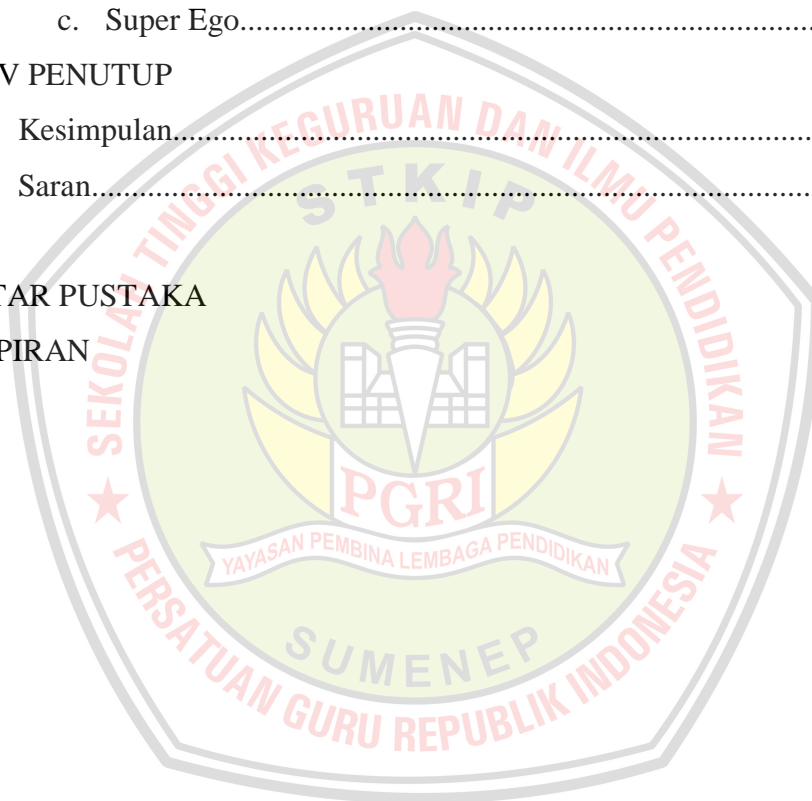 c. Super Ego........................................................................
V PENUTUP
Kesimpulan................................................................................
Saran..........................................................................................
TAR PUSTAKA
PIRAN
SEKOLAH TINGGI KEGURUAN DAN ILMU PENDIDIKAN
STKIP
PGRI
YAYASAN PEMBINA LEMBAGA PENDIDIKAN
SUMENEP
PERSATUAN GURU REPUBLIK INDONESIA